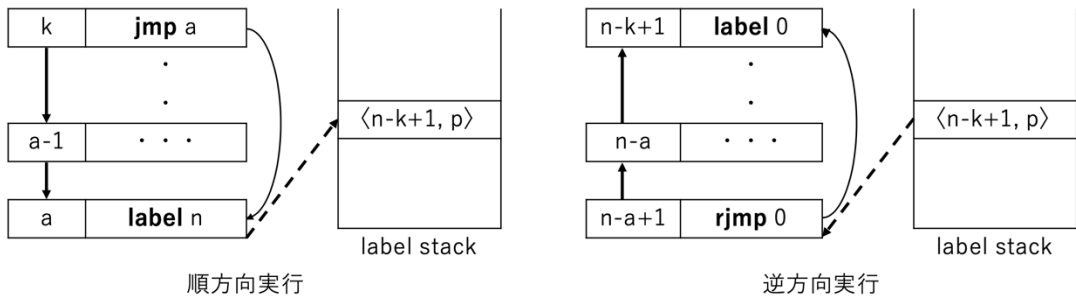 k jmp a
・
・
a-1 ・・・
a label n
〈n-k+1, p〉
label stack
順方向実行
n-k+1 label 0
・
・
n-a ・・・
n-a+1 rjmp 0
〈n-k+1, p〉
label stack
逆方向実行